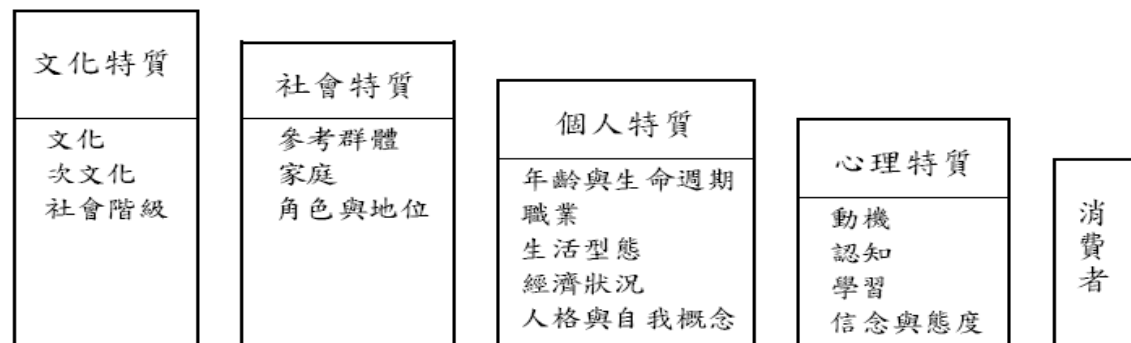 文化特質
文化
次文化
社會階級
社會特質
參考群體
家庭
角色與地位
個人特質
年齡與生命週期
職業
生活型態
經濟狀況
人格與自我概念
心理特質
動機
認知
學習
信念與態度
消費者